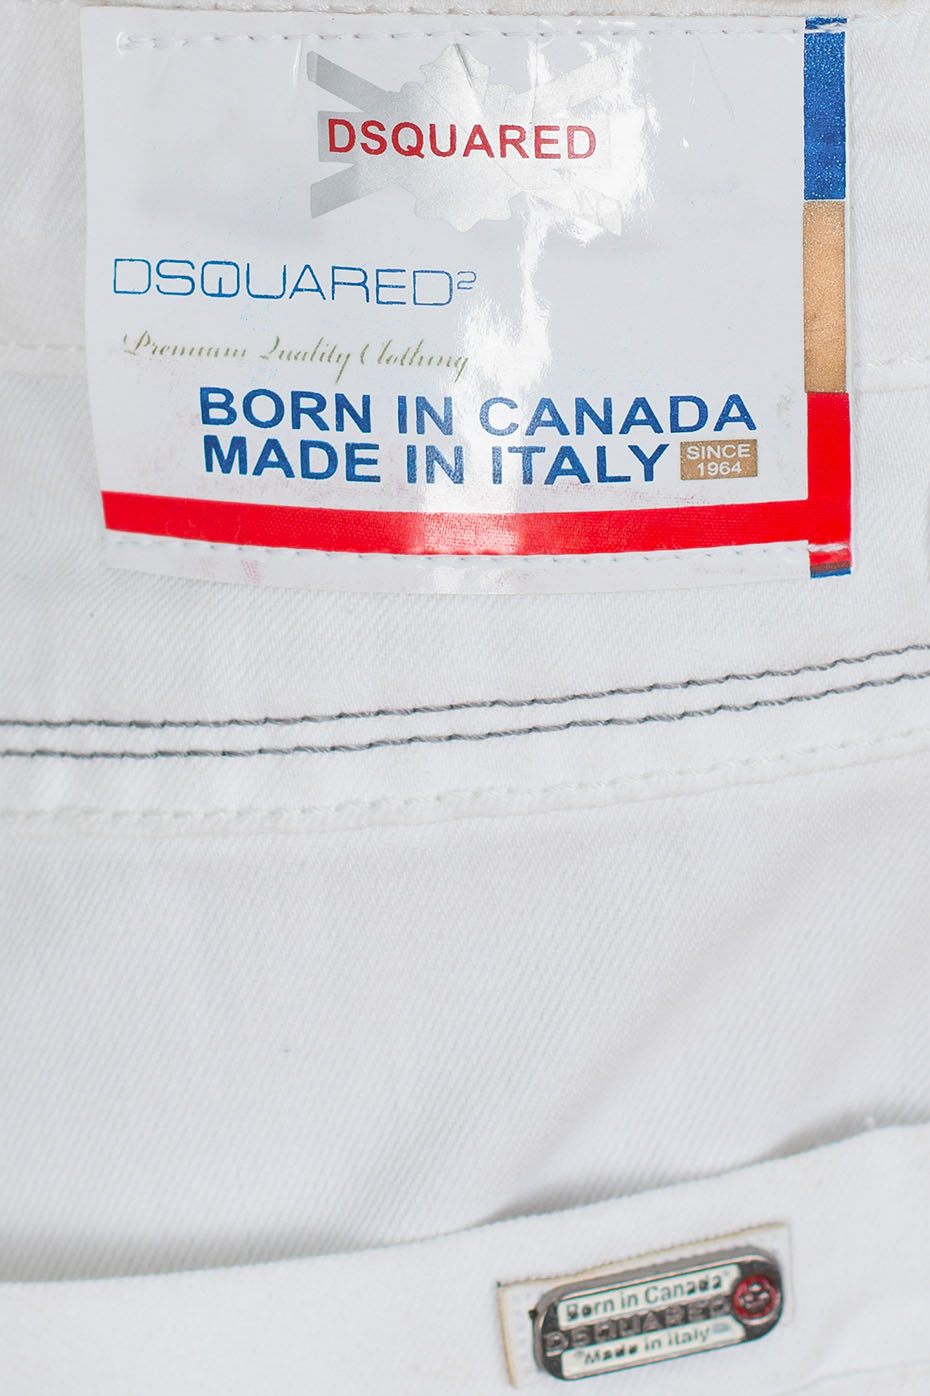 DSQUARED
DSQUARED²
Premium Quality Clothing
BORN IN CANADA
MADE IN ITALY
SINCE
1964
Born in Canada"
DSQUARED
"Made in Italy"